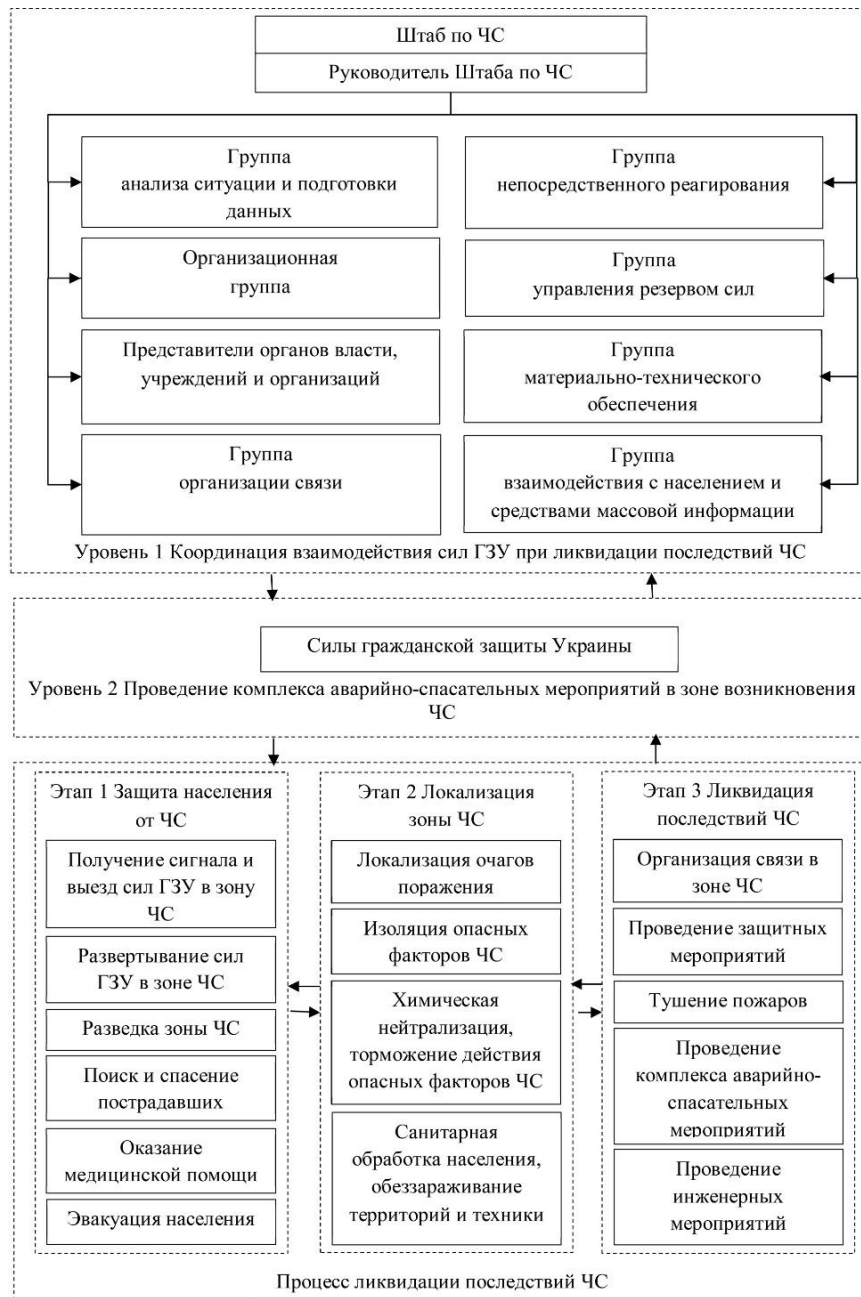 Штаб по ЧС
Руководитель Штаба по ЧС
Группа
анализа ситуации и подготовки
данных
Организационная
группа
Представители органов власти,
учреждений и организаций
Группа
организации связи
Группа
непосредственного реагирования
Группа
управления резервом сил
Группа
материально-технического
обеспечения
Группа
взаимодействия с населением и
средствами массовой информации
Уровень 1 Координация взаимодействия сил ГЗУ при ликвидации последствий ЧС
Силы гражданской защиты Украины
Уровень 2 Проведение комплекса аварийно-спасательных мероприятий в зоне возникновения
ЧС
Этап 1 Защита населения
от ЧС
Получение сигнала и
выезд сил ГЗУ в зону
ЧС
Развертывание сил
ГЗУ в зоне ЧС
Разведка зоны ЧС
Поиск и спасение
пострадавших
Оказание
медицинской помощи
Эвакуация населения
Этап 2 Локализация
зоны ЧС
Локализация очагов
поражения
Изоляция опасных
факторов ЧС
Химическая
нейтрализация,
торможение действия
опасных факторов ЧС
Санитарная
обработка населения,
обеззараживание
территорий и техники
Этап 3 Ликвидация
последствий ЧС
Организация связи в
зоне ЧС
Проведение защитных
мероприятий
Тушение пожаров
Проведение
комплекса аварийно-
спасательных
мероприятий
Проведение
инженерных
мероприятий
Процесс ликвидации последствий ЧС